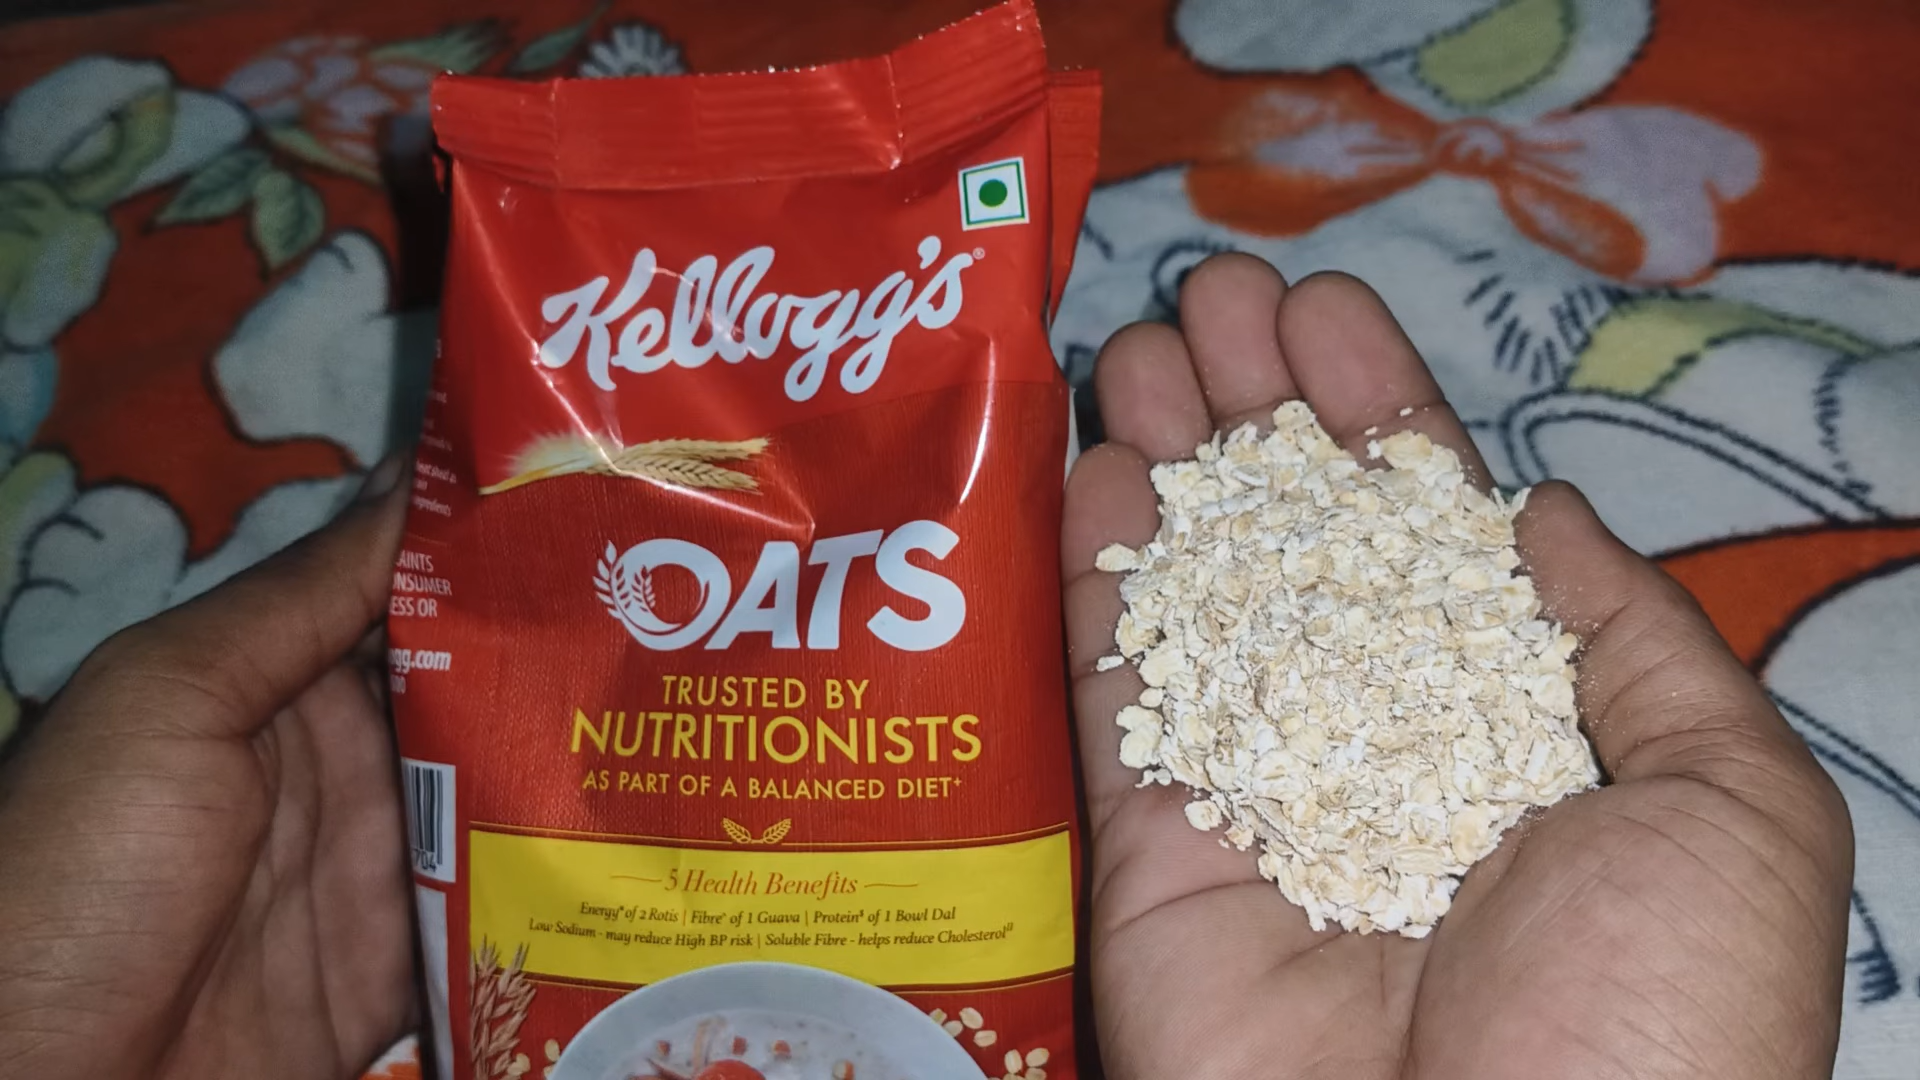 Kellogg's®
OATS
TRUSTED BY
NUTRITIONISTS
AS PART OF A BALANCED DIET+
5 Health Benefits
Energy* of 2 Rotis | Fibre^ of 1 Guava | Protein$ of 1 Bowl Dal
Low Sodium - may reduce High BP risk | Soluble Fibre - helps reduce Cholesterol
AINTS
ONSUMER
ESS OR
gg.com
704